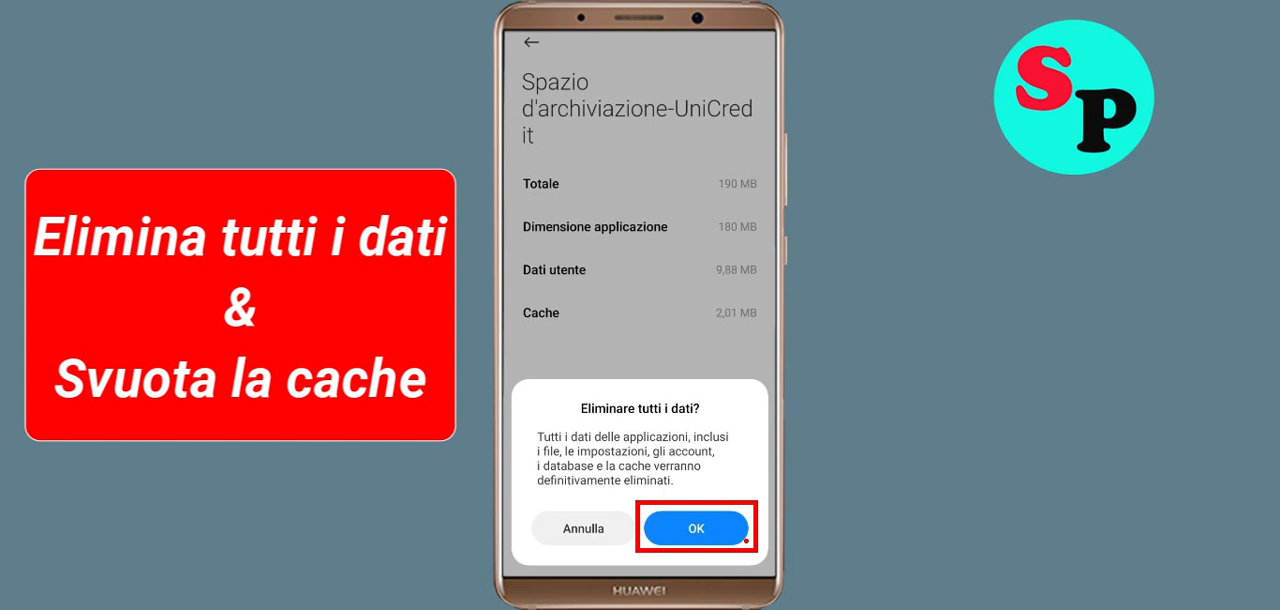 Elimina tutti i dati
&
Svuota la cache
Spazio
d'archiviazione-UniCred
it
Totale 190 MB
Dimensione applicazione 180 MB
Dati utente 9,88 MB
Cache 2,01 MB
Eliminare tutti i dati?
Tutti i dati delle applicazioni, inclusi
i file, le impostazioni, gli account,
i database e la cache verranno
definitivamente eliminati.
Annulla OK
HUAWEI
SP